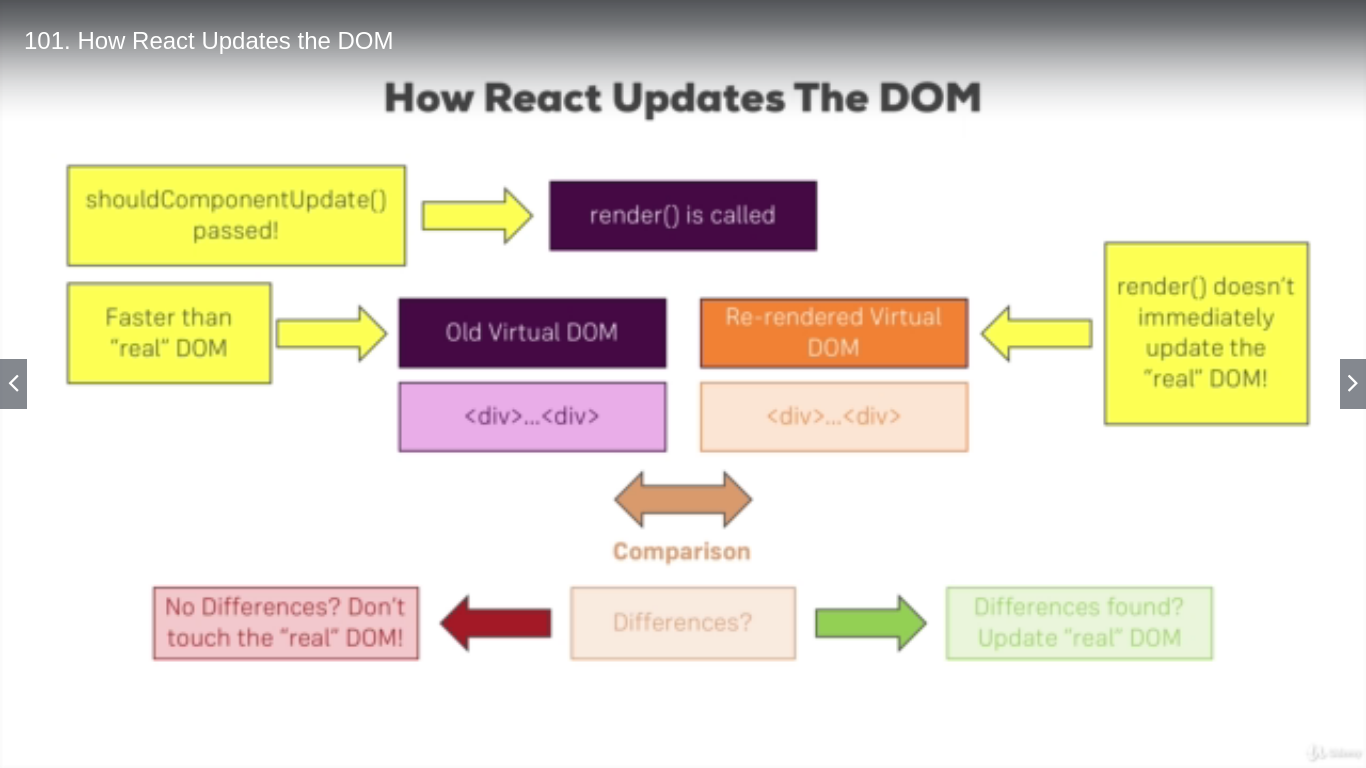 101. How React Updates the DOM
How React Updates The DOM
shouldComponentUpdate()
passed!
render() is called
Faster than
"real" DOM
Old Virtual DOM
Re-rendered Virtual
DOM
render() doesn't
immediately
update the
"real" DOM!
<div>...<div>
<div>...<div>
Comparison
No Differences? Don't
touch the "real" DOM!
Differences?
Differences found?
Update "real" DOM
Udemy